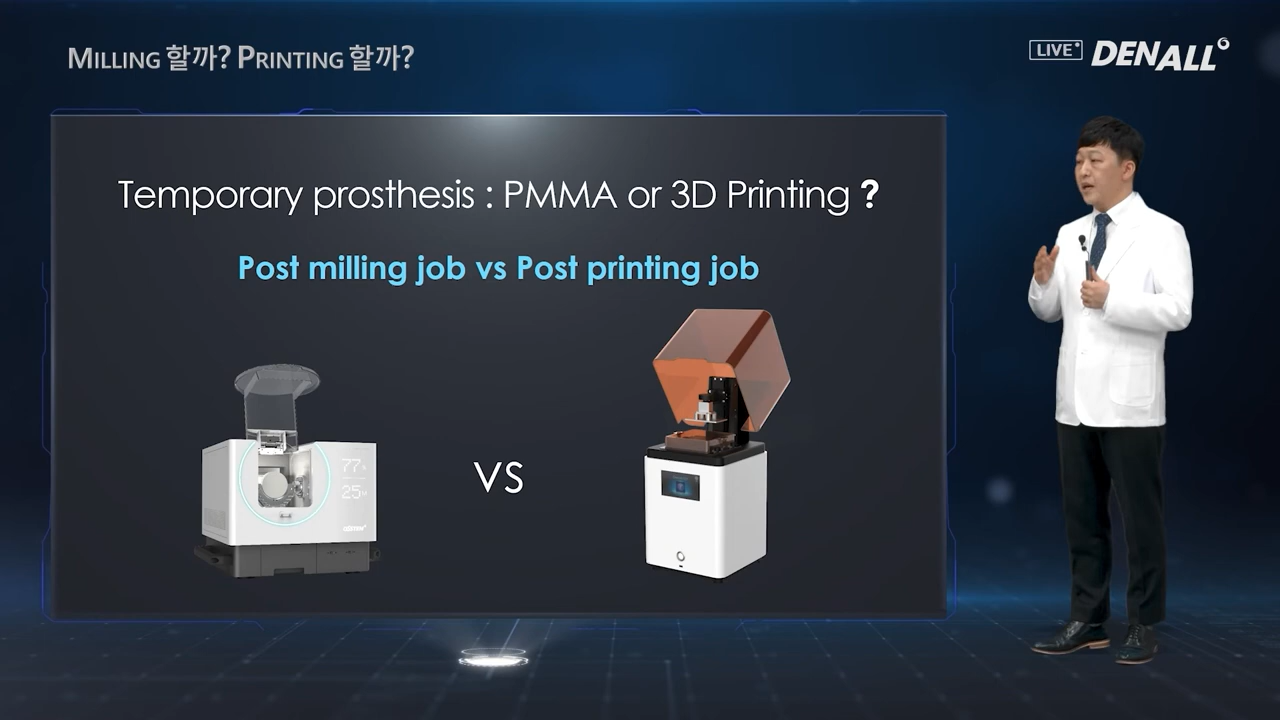 Milling 할까? Printing 할까?
LIVE DENALL
Temporary prosthesis : PMMA or 3D Printing ?
Post milling job vs Post printing job
77
25
VS